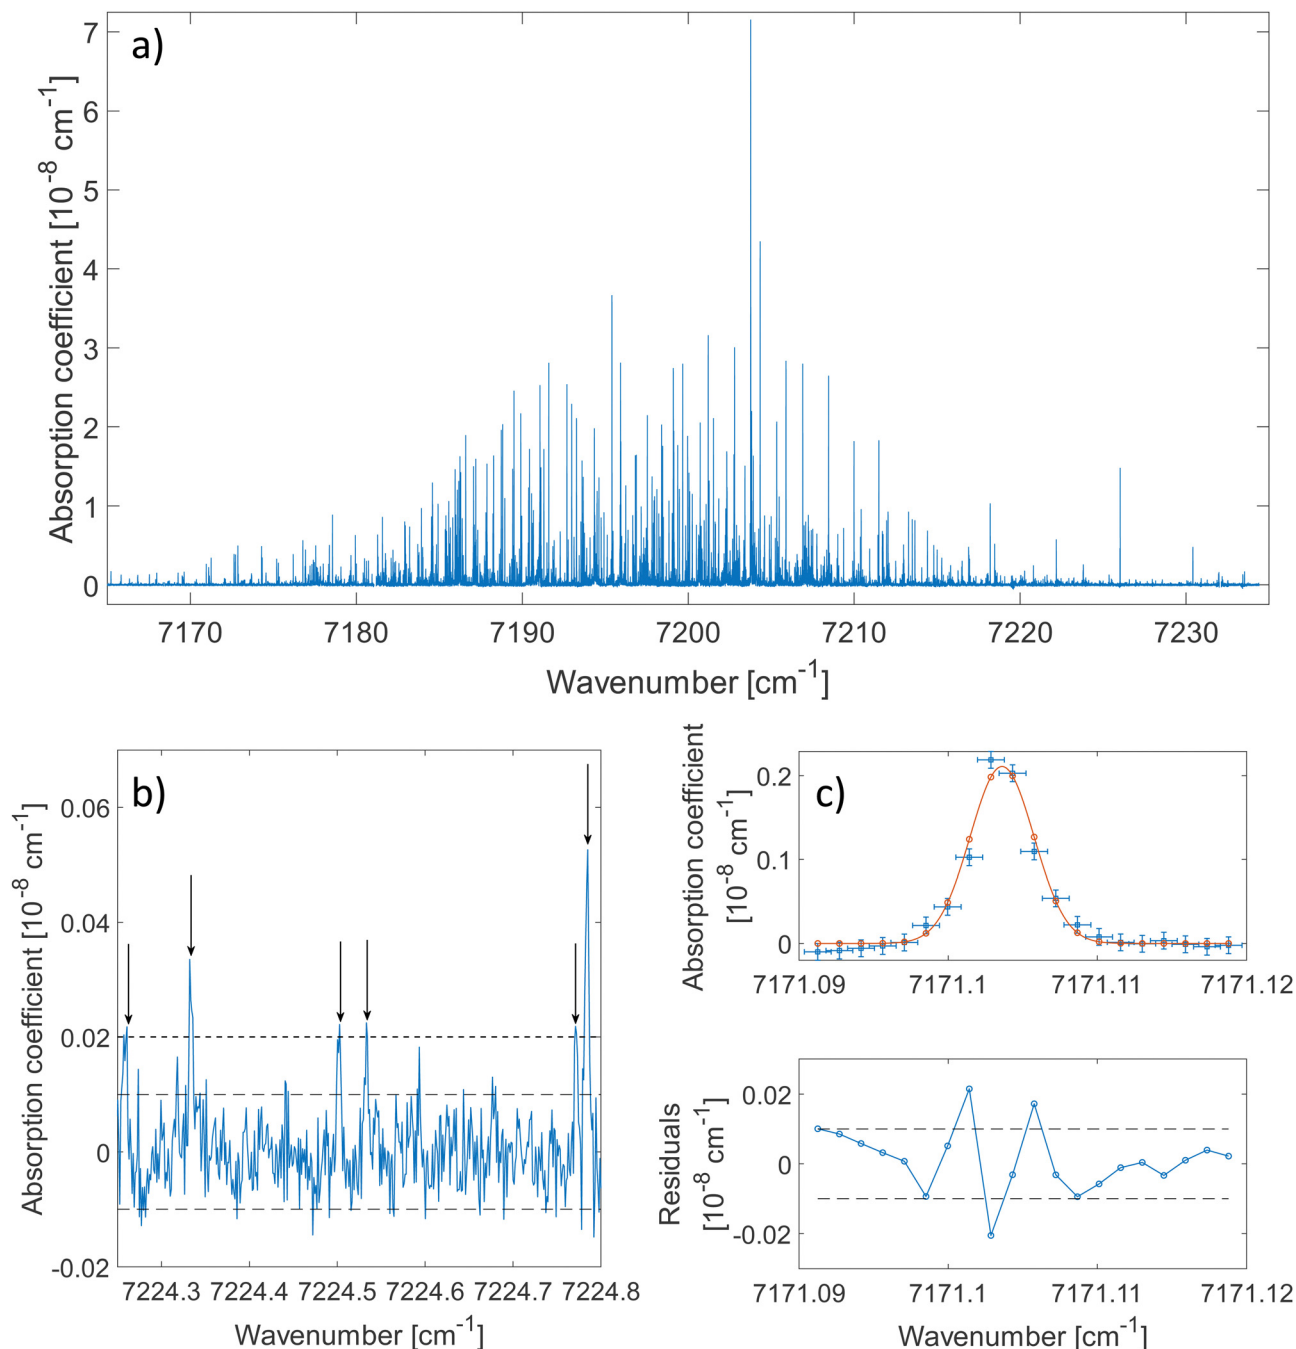 a)
Absorption coefficient [10⁻⁸ cm⁻¹]
7
6
5
4
3
2
1
0
7170 7180 7190 7200 7210 7220 7230
Wavenumber [cm⁻¹]
b)
Absorption coefficient [10⁻⁸ cm⁻¹]
0.06
0.04
0.02
0
-0.02
7224.3 7224.4 7224.5 7224.6 7224.7 7224.8
Wavenumber [cm⁻¹]
c)
Absorption coefficient
[10⁻⁸ cm⁻¹]
0.2
0.1
0
7171.09 7171.1 7171.11 7171.12
Residuals
[10⁻⁸ cm⁻¹]
0.02
0
-0.02
7171.09 7171.1 7171.11 7171.12
Wavenumber [cm⁻¹]